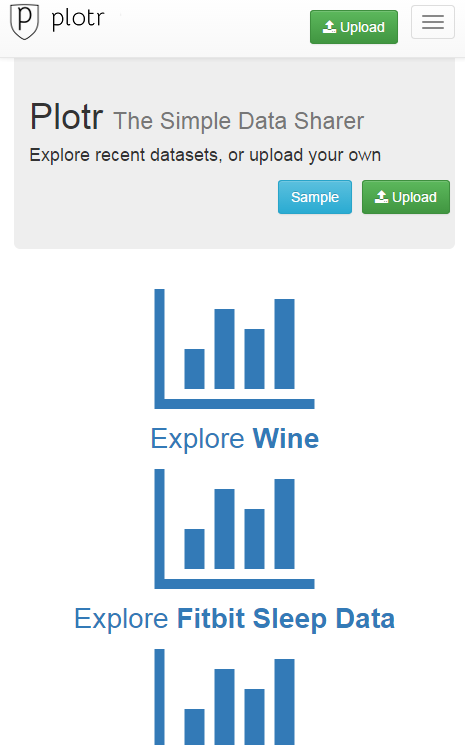 p plotr
Upload
Plotr The Simple Data Sharer
Explore recent datasets, or upload your own
Sample
Upload
Explore Wine
Explore Fitbit Sleep Data